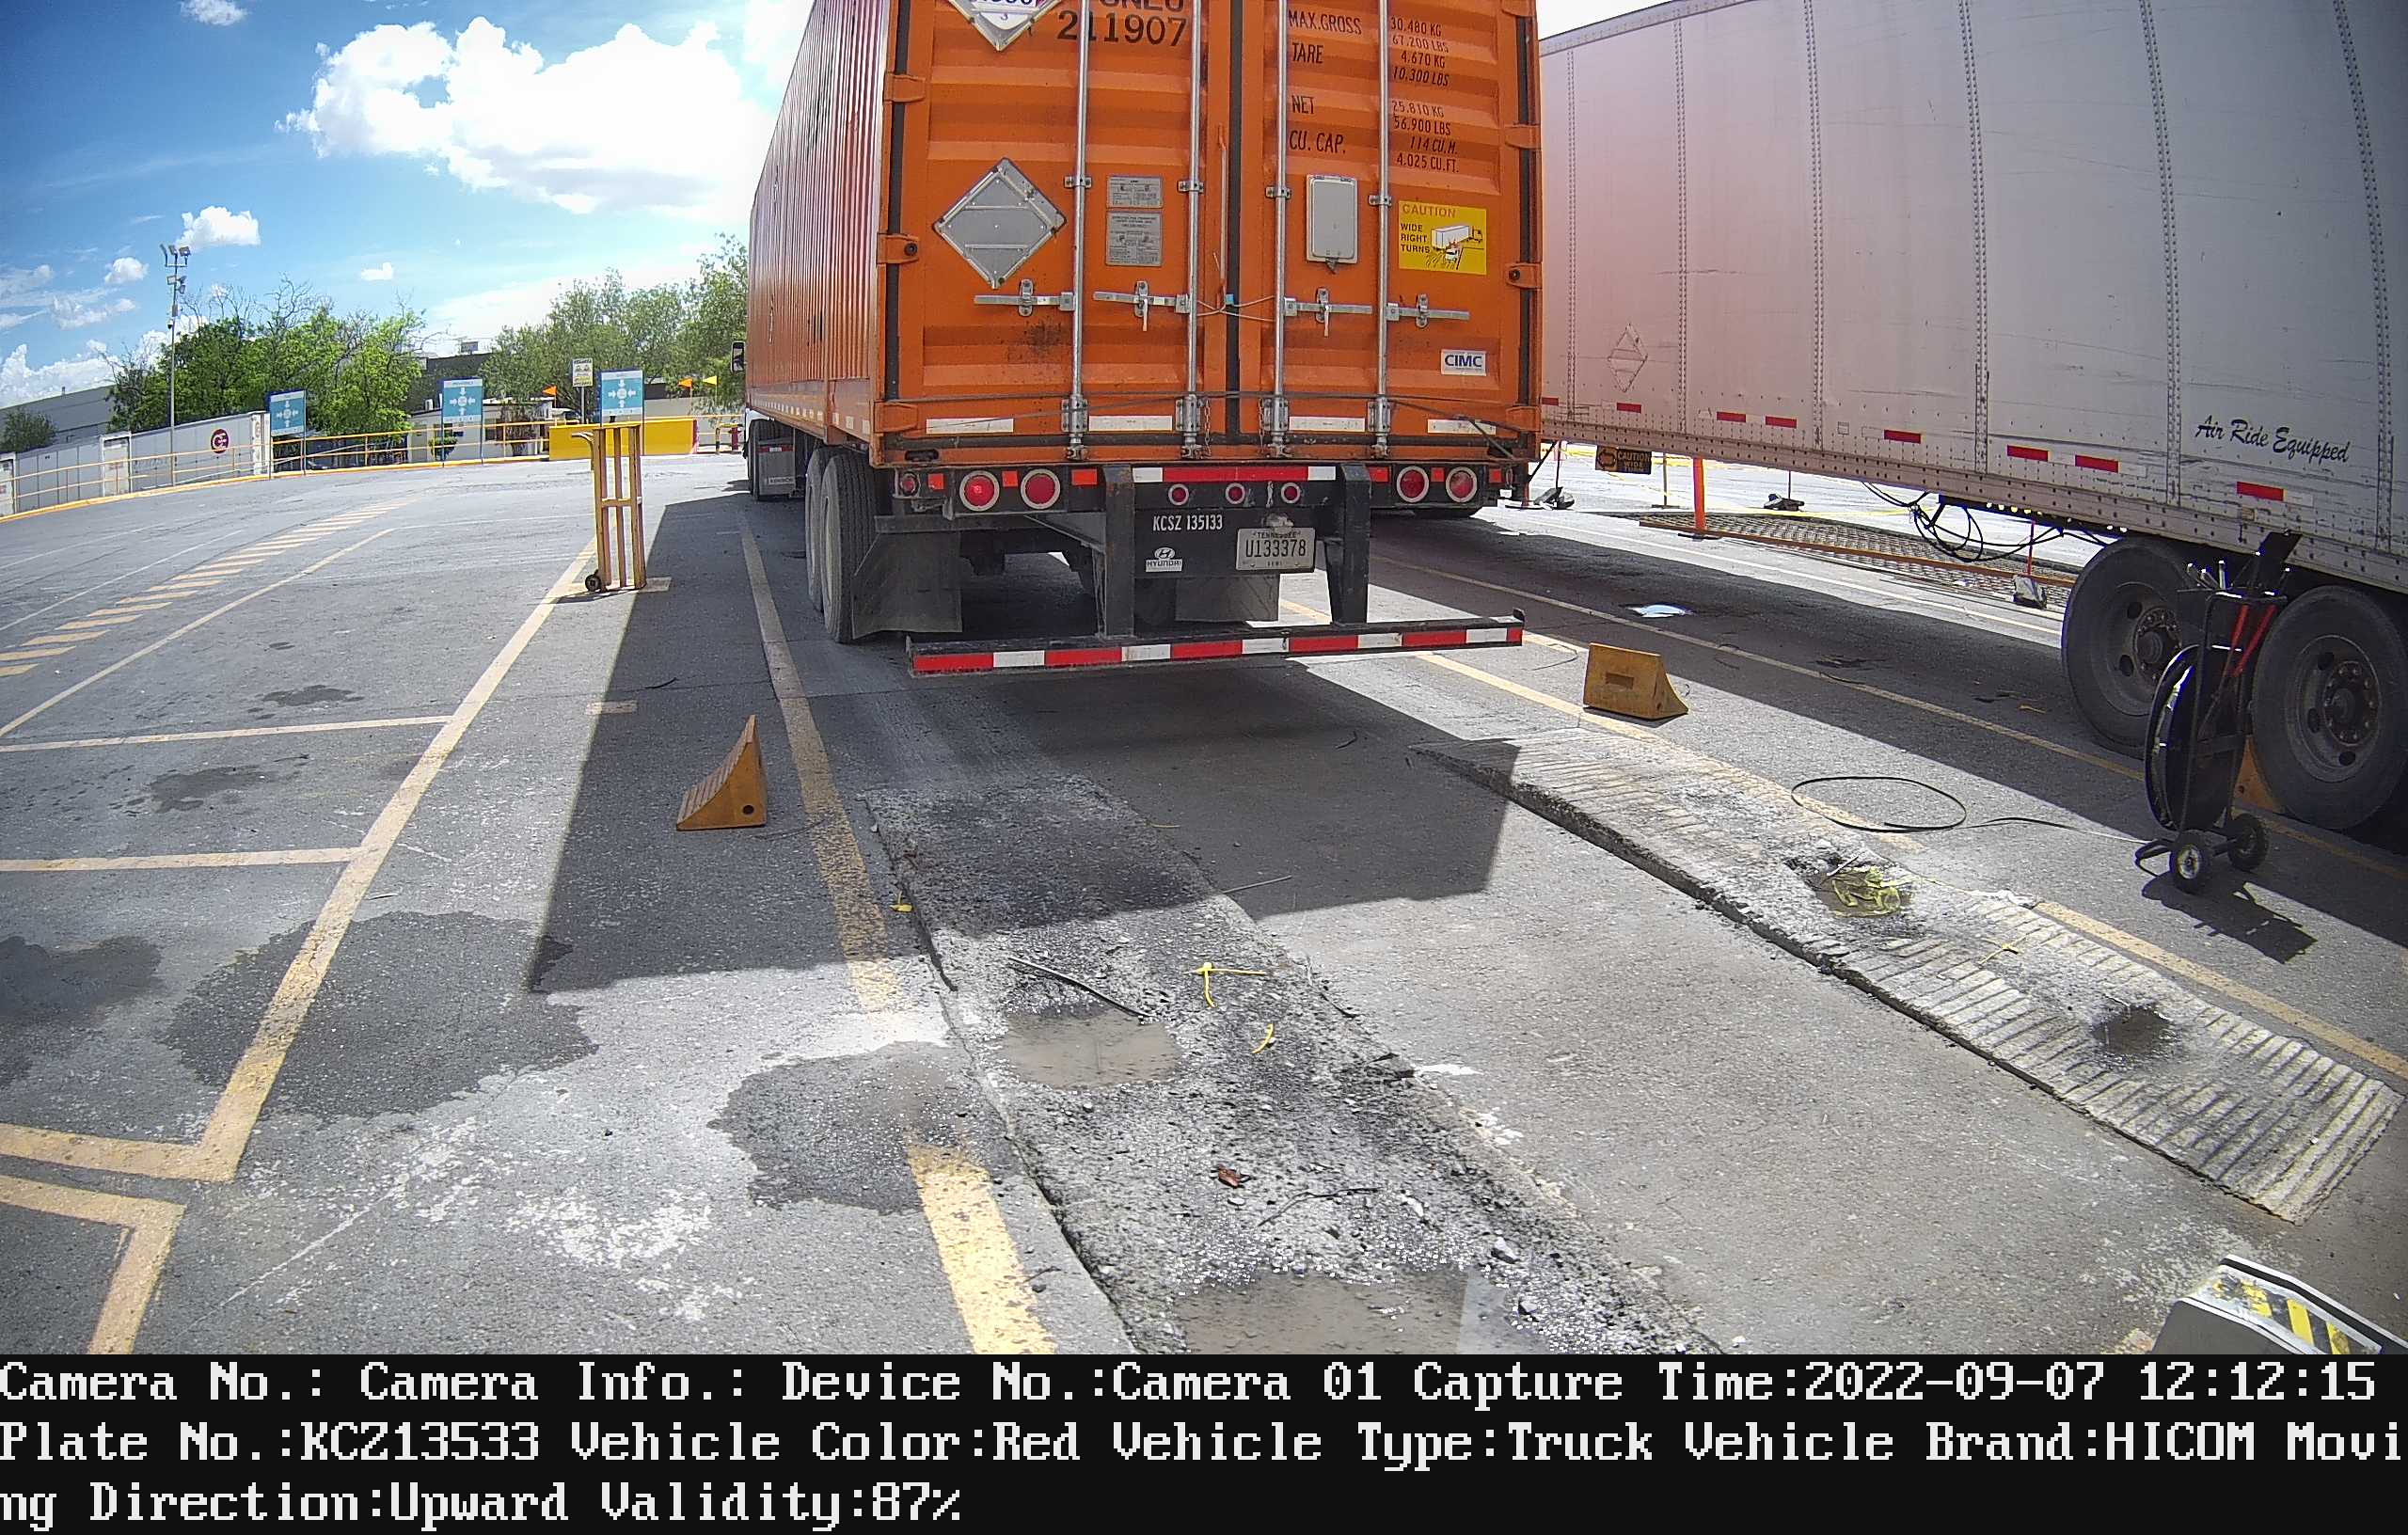 211907
MAX.GROSS 30.480 KG
67.200 LBS
TARE 4.670 KG
10.300 LBS
NET 25.810 KG
56.900 LBS
CU. CAP. 114 CU.M.
4.025 CU.FT.
3
CAUTION
WIDE
RIGHT
TURNS
CIMC
Air Ride Equipped
CAUTION
WIDE
KCSZ 135133
HYUNDAI
TENNESSEE
U133378
Camera No.: Camera Info.: Device No.:Camera 01 Capture Time:2022-09-07 12:12:15
Plate No.:KCZ13533 Vehicle Color:Red Vehicle Type:Truck Vehicle Brand:HICOM Movi
ng Direction:Upward Validity:87%